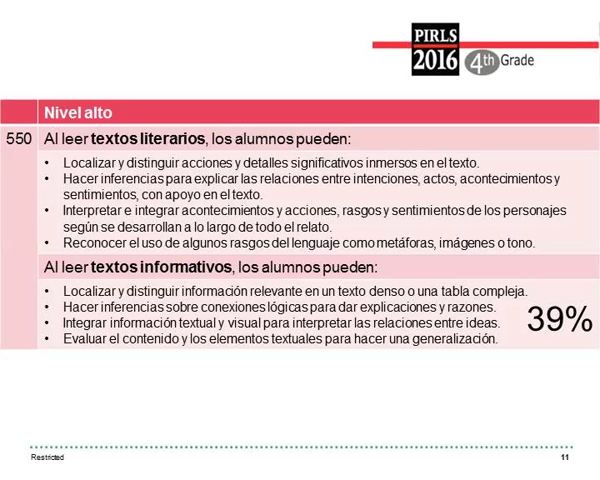 PIRLS
2016 4th Grade
Nivel alto
550 Al leer textos literarios, los alumnos pueden:
• Localizar y distinguir acciones y detalles significativos inmersos en el texto.
• Hacer inferencias para explicar las relaciones entre intenciones, actos, acontecimientos y
sentimientos, con apoyo en el texto.
• Interpretar e integrar acontecimientos y acciones, rasgos y sentimientos de los personajes
según se desarrollan a lo largo de todo el relato.
• Reconocer el uso de algunos rasgos del lenguaje como metáforas, imágenes o tono.
Al leer textos informativos, los alumnos pueden:
• Localizar y distinguir información relevante en un texto denso o una tabla compleja.
• Hacer inferencias sobre conexiones lógicas para dar explicaciones y razones.
• Integrar información textual y visual para interpretar las relaciones entre ideas.
• Evaluar el contenido y los elementos textuales para hacer una generalización.
39%
Restricted
11